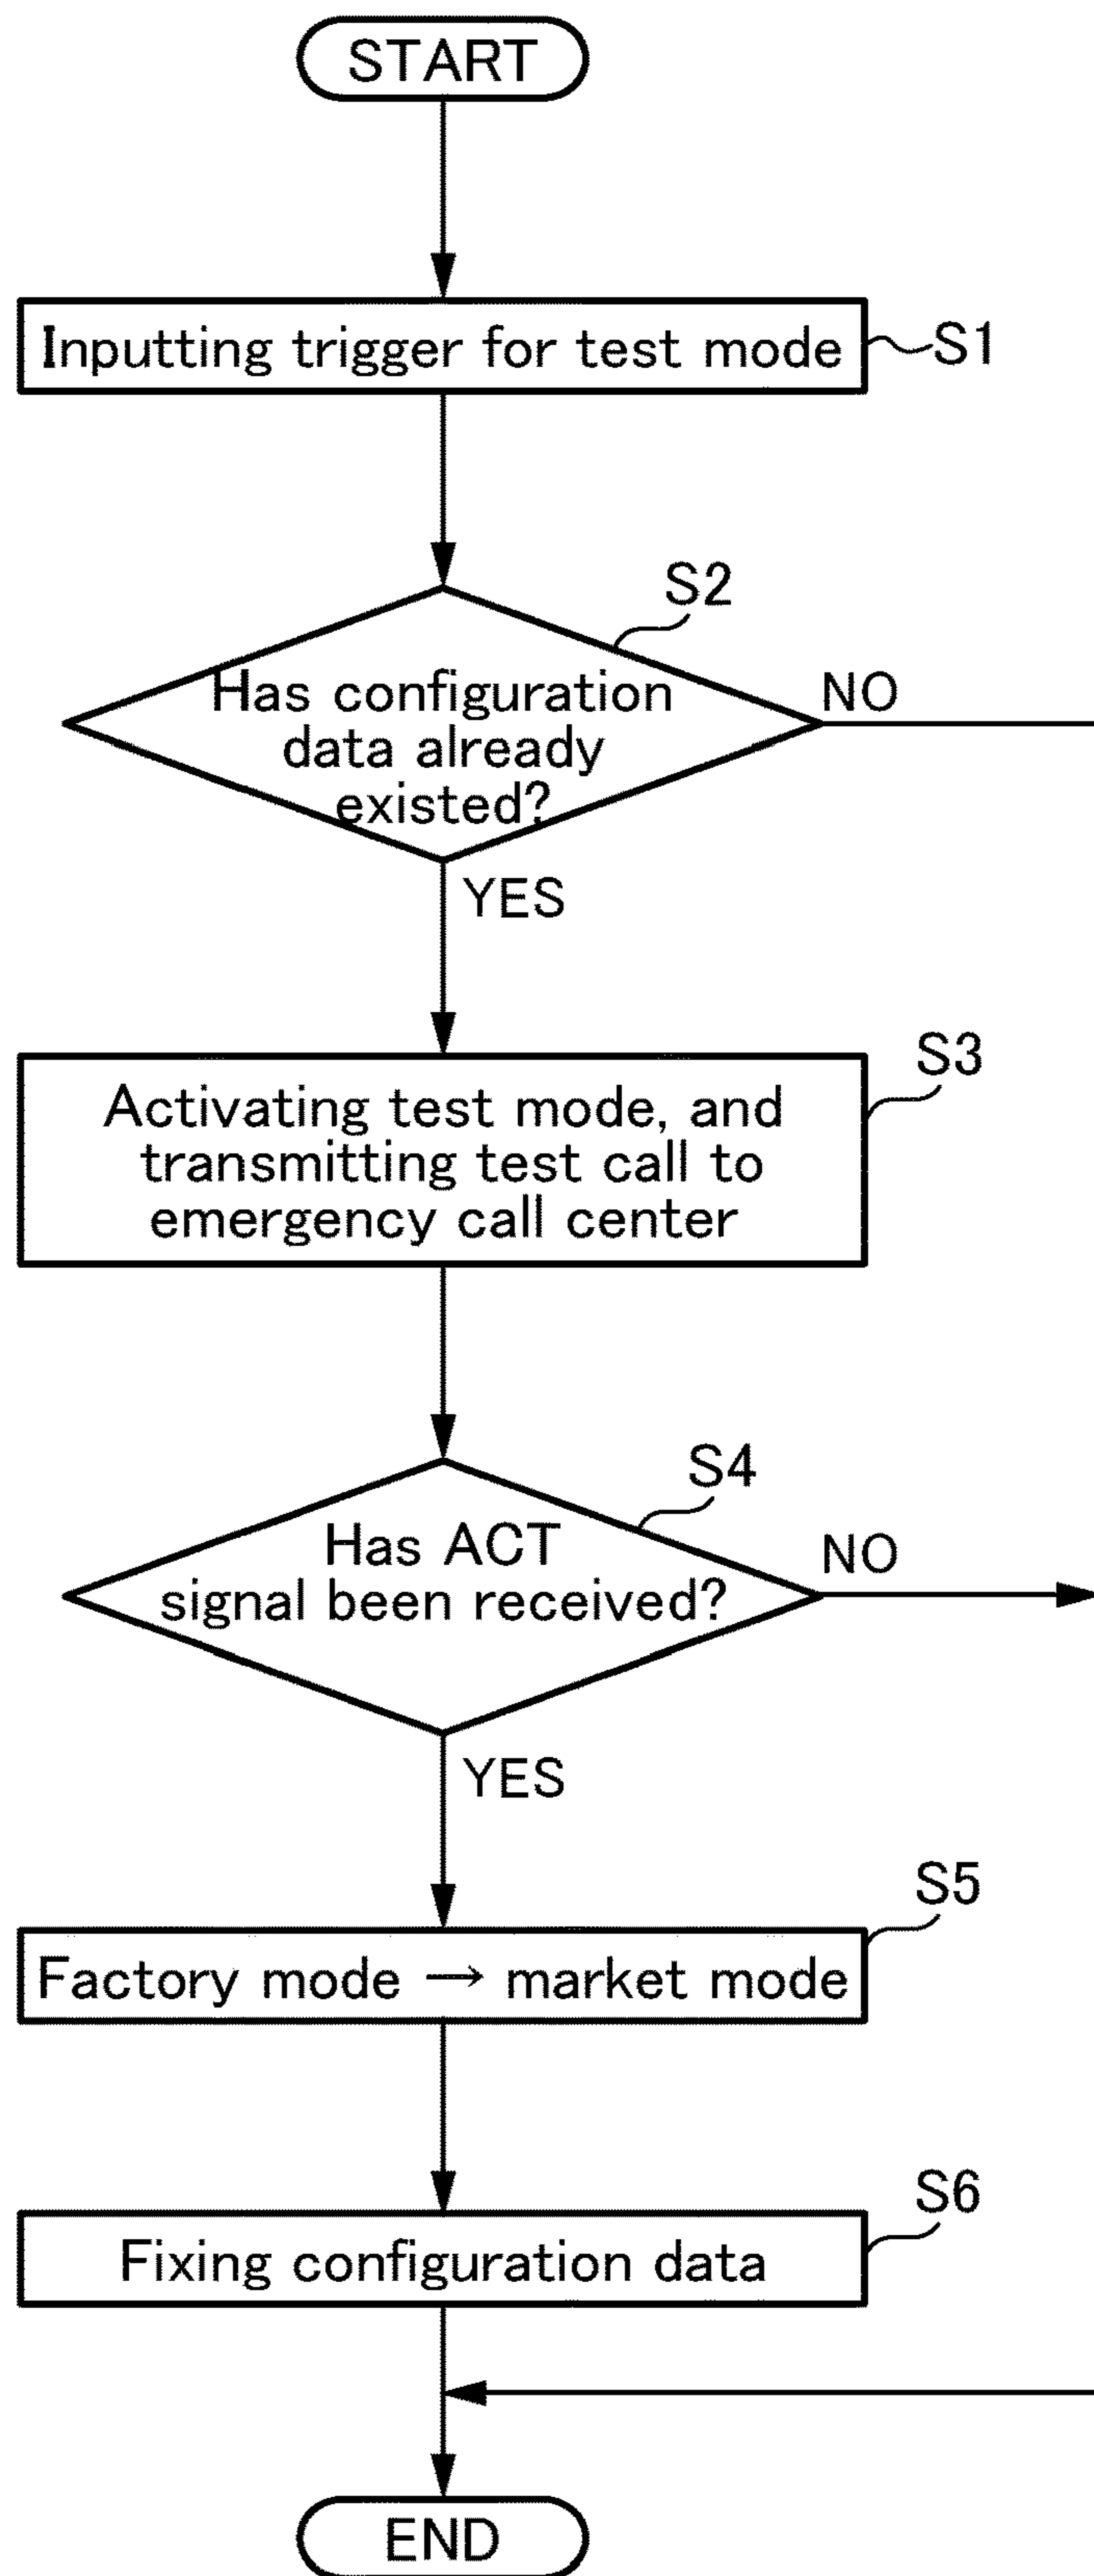 START
Inputting trigger for test mode
S1
S2
Has configuration
data already
existed?
NO
YES
S3
Activating test mode, and
transmitting test call to
emergency call center
S4
Has ACT
signal been received?
NO
YES
S5
Factory mode → market mode
S6
Fixing configuration data
END